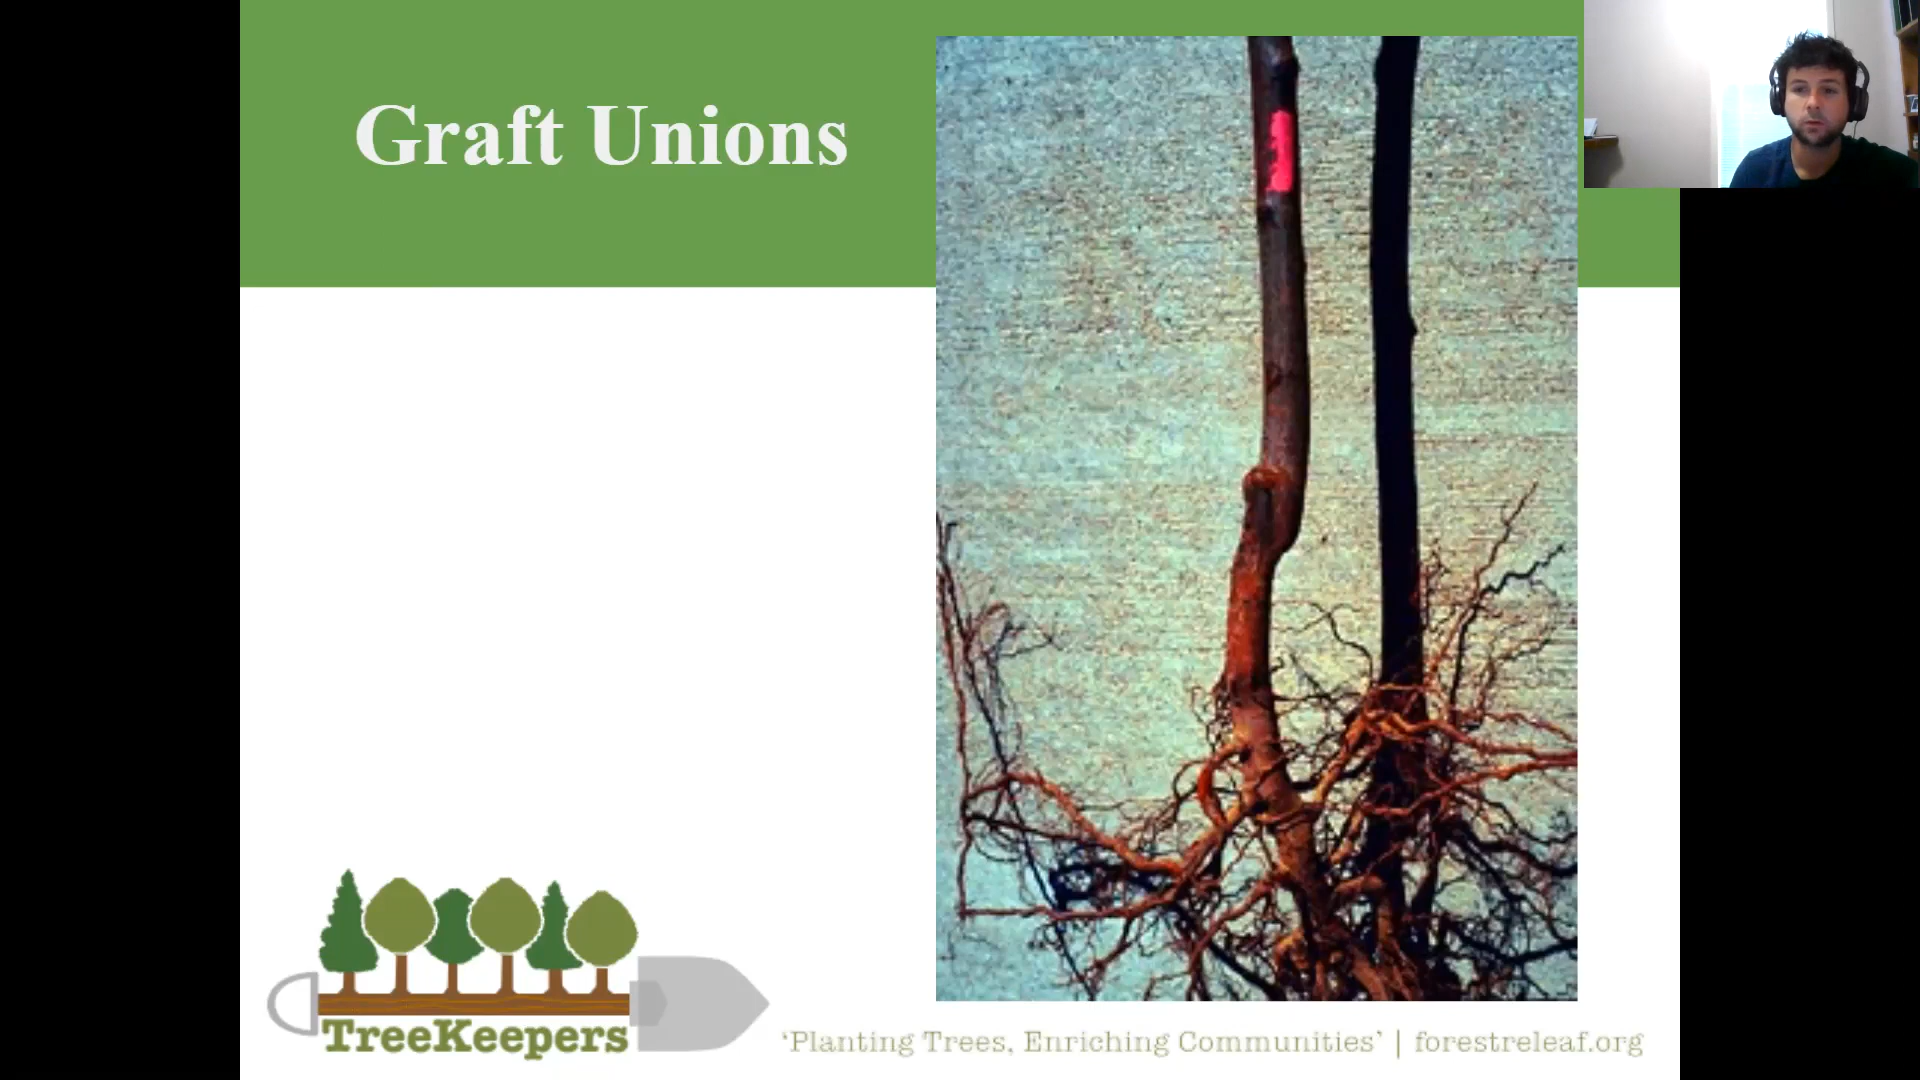 Graft Unions
TreeKeepers
‘Planting Trees, Enriching Communities’ | forestreleaf.org